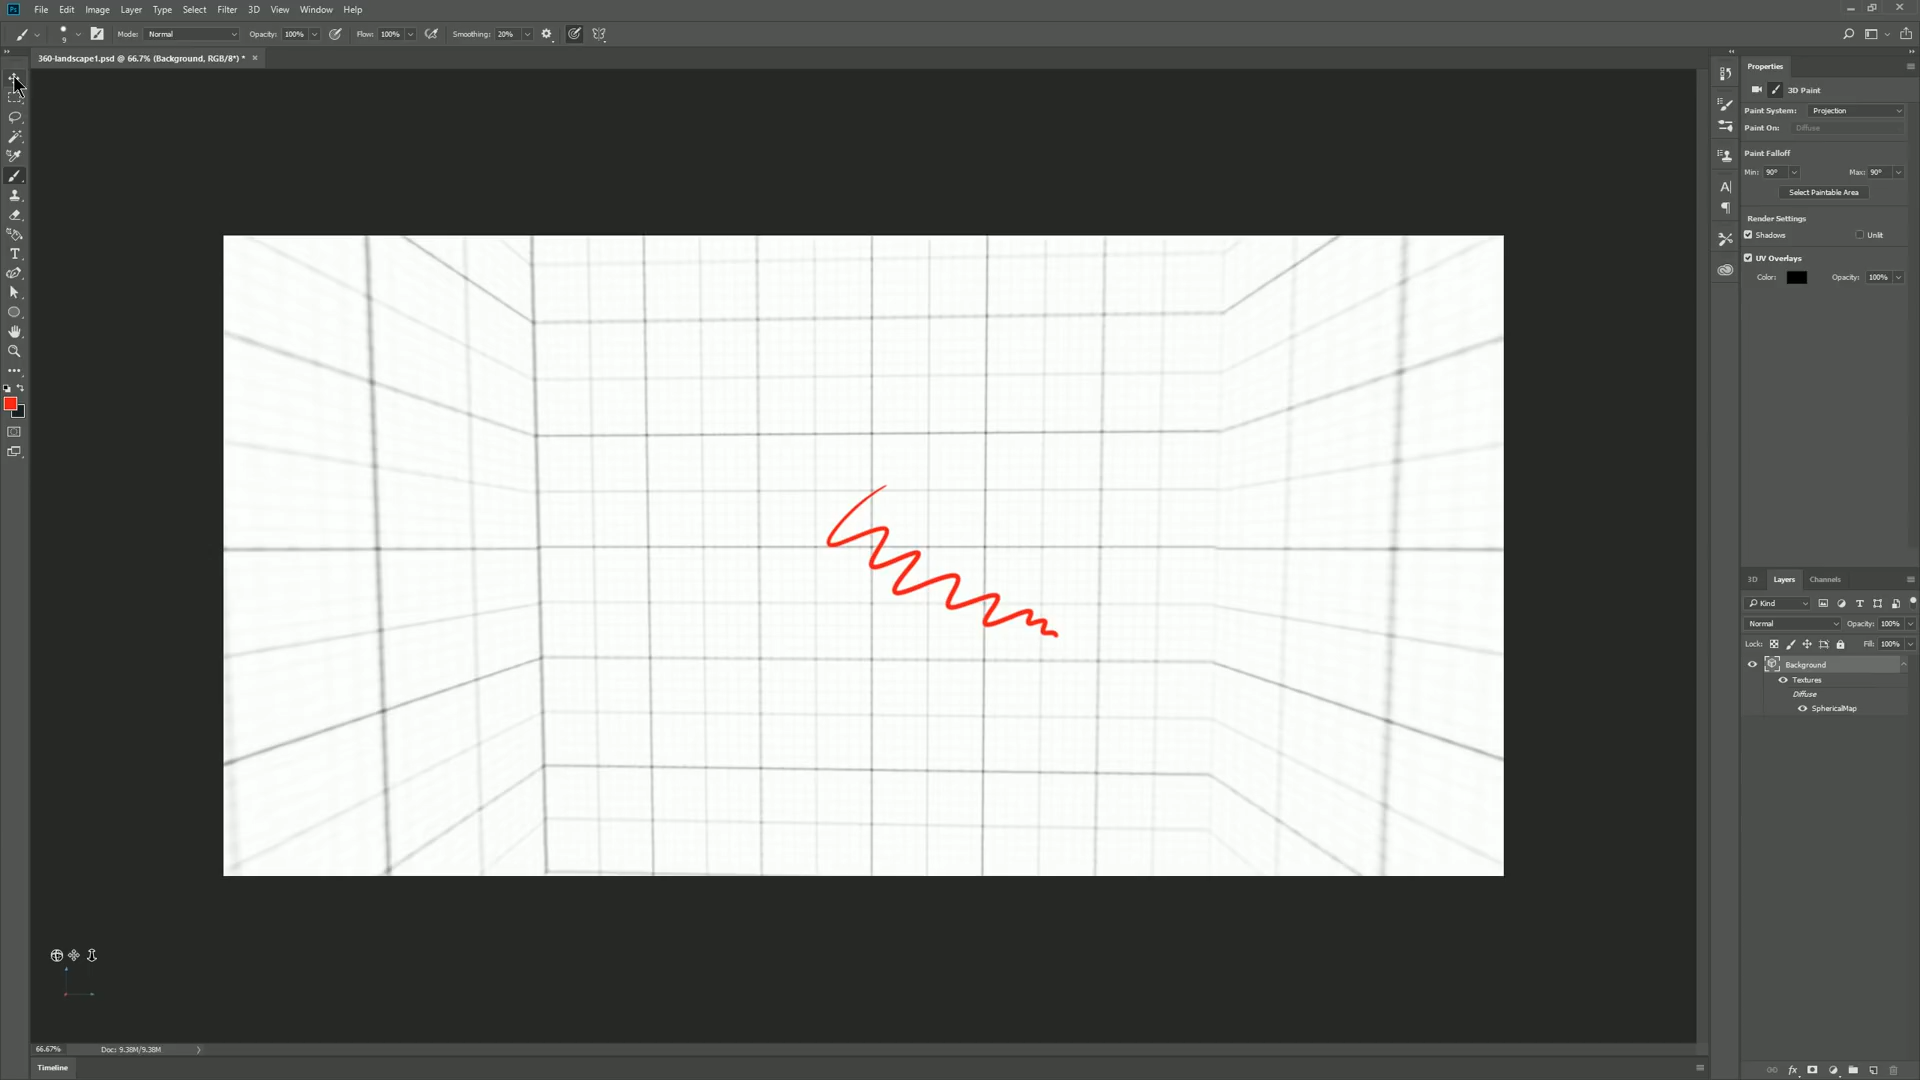 Ps File Edit Image Layer Type Select Filter 3D View Window Help
9 Mode: Normal Opacity: 100% Flow: 100% Smoothing: 20%
360-landscape1.psd @ 66.7% (Background, RGB/8*) * ×
Properties
3D Paint
Paint System: Projection
Paint On: Diffuse
Paint Falloff
Min: 90° Max: 90°
Select Paintable Area
Render Settings
Shadows Unlit
UV Overlays
Color: Opacity: 100%
3D Layers Channels
Kind
Normal Opacity: 100%
Lock: Fill: 100%
Background
Textures
Diffuse
SphericalMap
66.67% Doc: 9.38M/9.38M
Timeline